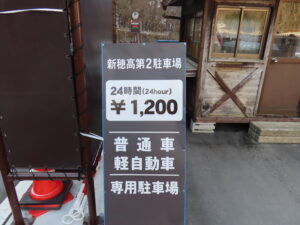 新穂高第2駐車場
24時間(24hour)
¥1,200
普通車
軽自動車
専用駐車場